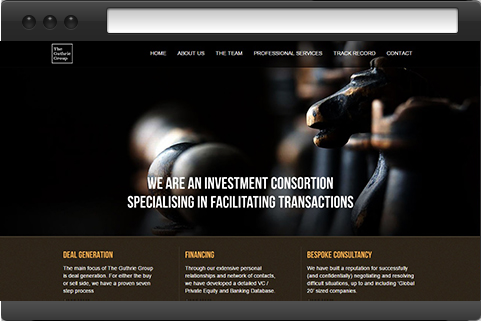 The
Guthrie
Group
HOME ABOUT US THE TEAM PROFESSIONAL SERVICES TRACK RECORD CONTACT
WE ARE AN INVESTMENT CONSORTION
SPECIALISING IN FACILITATING TRANSACTIONS
DEAL GENERATION
The main focus of The Guthrie Group
is deal generation. For either the buy
or sell side, we have a proven seven
step process
FINANCING
Through our extensive personal
relationships and network of contacts,
we have developed a detailed VC /
Private Equity and Banking Database.
BESPOKE CONSULTANCY
We have built a reputation for successfully
(and confidentially) negotiating and resolving
difficult situations, up to and including 'Global
20' sized companies.